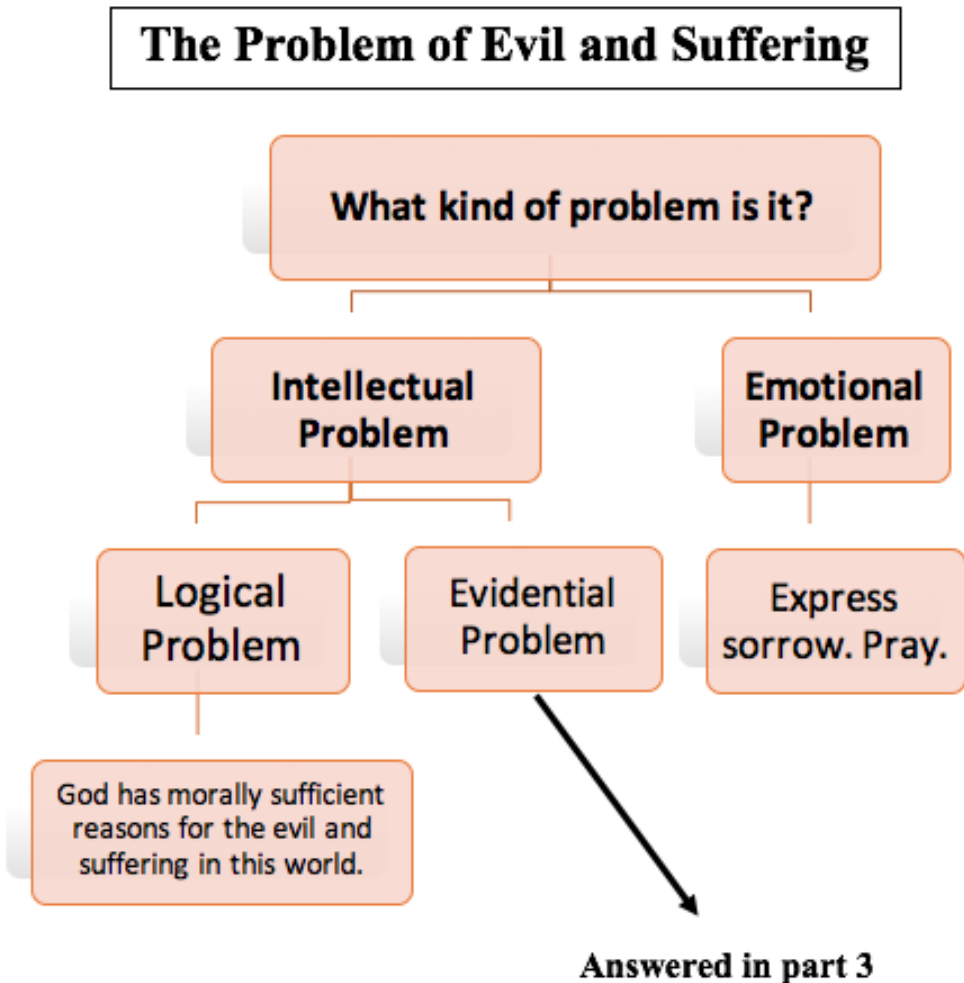 The Problem of Evil and Suffering
What kind of problem is it?
Intellectual
Problem
Emotional
Problem
Logical
Problem
Evidential
Problem
Express
sorrow. Pray.
God has morally sufficient
reasons for the evil and
suffering in this world.
Answered in part 3